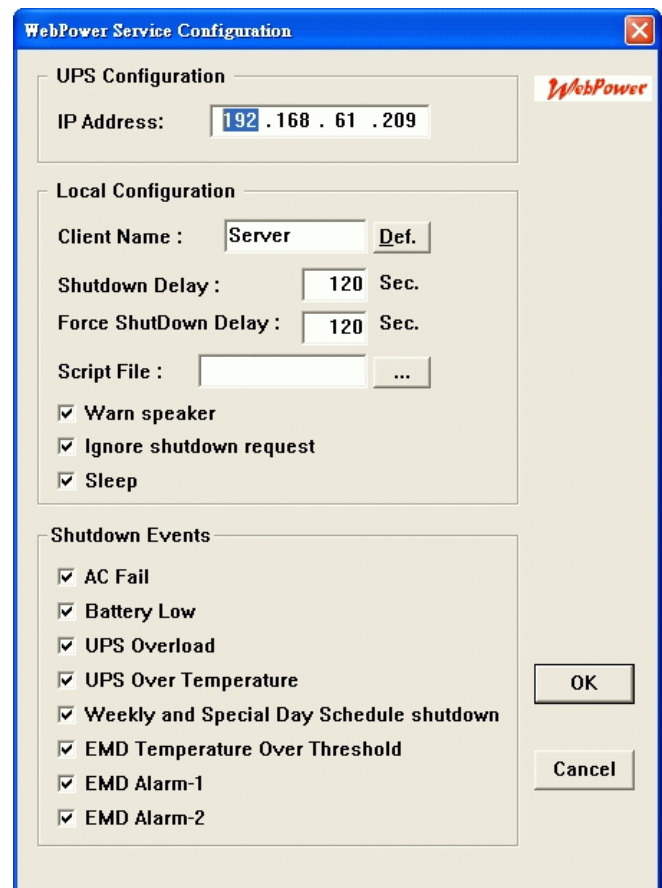 WebPower Service Configuration
UPS Configuration
WebPower
IP Address: 192 .168 . 61 .209
Local Configuration
Client Name : Server Def.
Shutdown Delay : 120 Sec.
Force ShutDown Delay : 120 Sec.
Script File : ...
Warn speaker
Ignore shutdown request
Sleep
Shutdown Events
AC Fail
Battery Low
UPS Overload
UPS Over Temperature
OK
Weekly and Special Day Schedule shutdown
EMD Temperature Over Threshold
Cancel
EMD Alarm-1
EMD Alarm-2